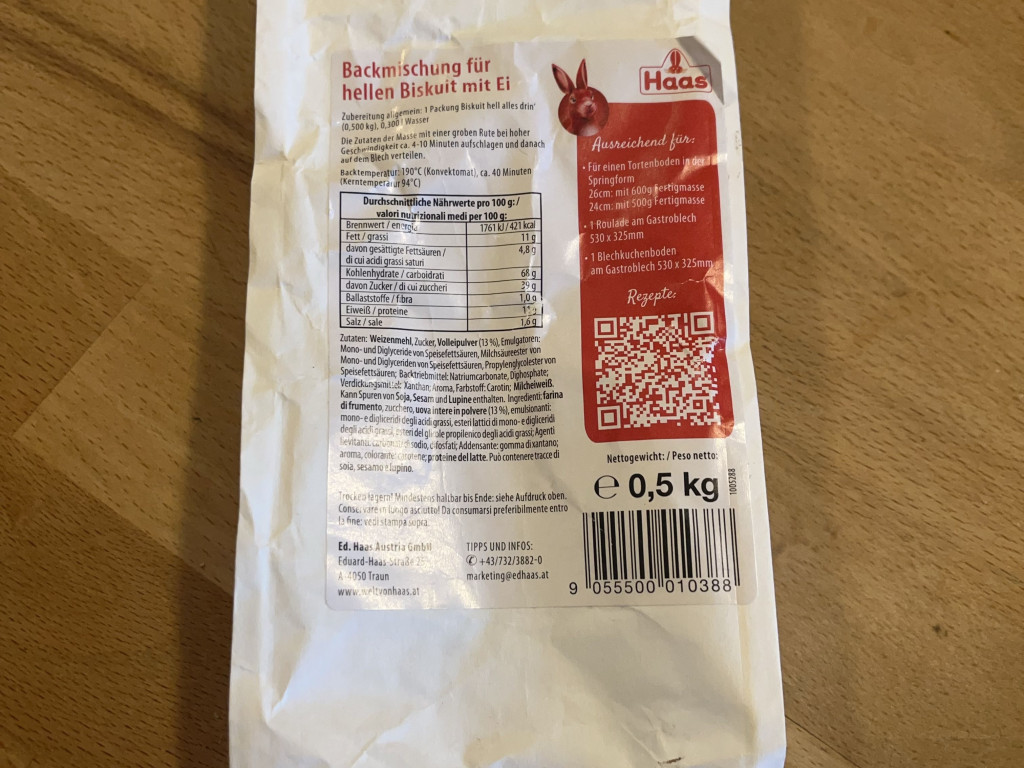 Backmischung für
hellen Biskuit mit Ei
Zubereitung allgemein: 1 Packung Biskuit hell alles drin'
(0,500 kg), 0,300 l Wasser
Die Zutaten der Masse mit einer groben Rute bei hoher
Geschwindigkeit ca. 4-10 Minuten aufschlagen und danach
auf dem Blech verteilen.
Backtemperatur: 190°C (Konvektomat), ca. 40 Minuten
(Kerntemperatur 94°C)
Durchschnittliche Nährwerte pro 100 g: /
valori nutrizionali medi per 100 g:
Brennwert / energia 1761 kJ / 421 kcal
Fett / grassi 11 g
davon gesättigte Fettsäuren / 4,8 g
di cui acidi grassi saturi
Kohlenhydrate / carboidrati 68 g
davon Zucker / di cui zuccheri 39 g
Ballaststoffe / fibra 1,0 g
Eiweiß / proteine
Salz / sale 1,6 g
Zutaten: Weizenmehl, Zucker, Volleipulver (13 %), Emulgatoren:
Mono- und Diglyceride von Speisefettsäuren, Milchsäureester von
Mono- und Diglyceriden von Speisefettsäuren, Propylenglycolester von
Speisefettsäuren; Backtriebmittel: Natriumcarbonate, Diphosphate;
Verdickungsmittel: Xanthan; Aroma, Farbstoff: Carotin; Milcheiweiß.
Kann Spuren von Soja, Sesam und Lupine enthalten. Ingredienti: farina
di frumento, zucchero, uova intere in polvere (13 %), emulsionanti:
mono- e digliceridi degli acidi grassi, esteri lattici di mono- e digliceridi
degli acidi grassi, esteri del glicole propilenico degli acidi grassi; Agenti
lievitanti: carbonati di sodio, difosfati; Addensante: gomma di xantano;
aroma, colorante: carotene; proteine del latte. Può contenere tracce di
soia, sesamo e lupino.
Trocken lagern! Mindestens haltbar bis Ende: siehe Aufdruck oben.
Conservare in luogo asciutto! Da consumarsi preferibilmente entro
la fine: vedi stampa sopra.
Ed. Haas Austria GmbH
Eduard-Haas-Straße
A-4050 Traun
www.weltvonhaas.at
TIPPS UND INFOS:
✆ +43/732/3882-0
marketing@edhaas.at
Haas
Ausreichend für:
• Für einen Tortenboden in der
Springform
26cm: mit 600g Fertigmasse
24cm: mit 500g Fertigmasse
• 1 Roulade am Gastroblech
530 x 325mm
• 1 Blechkuchenboden
am Gastroblech 530 x 325mm
Rezepte:
Nettogewicht: / Peso netto:
℮ 0,5 kg
1005288
9 055500 010388